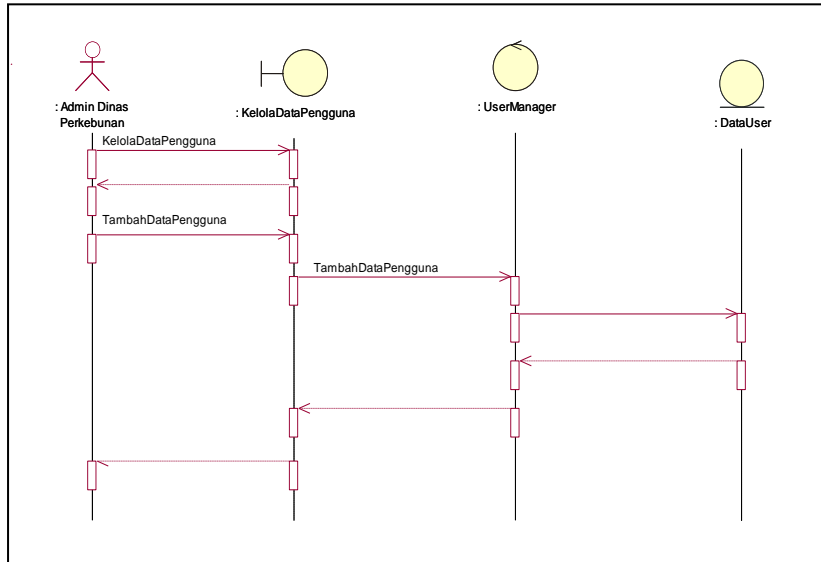 : Admin Dinas
Perkebunan
: KelolaDataPengguna
: UserManager
: DataUser
KelolaDataPengguna
TambahDataPengguna
TambahDataPengguna